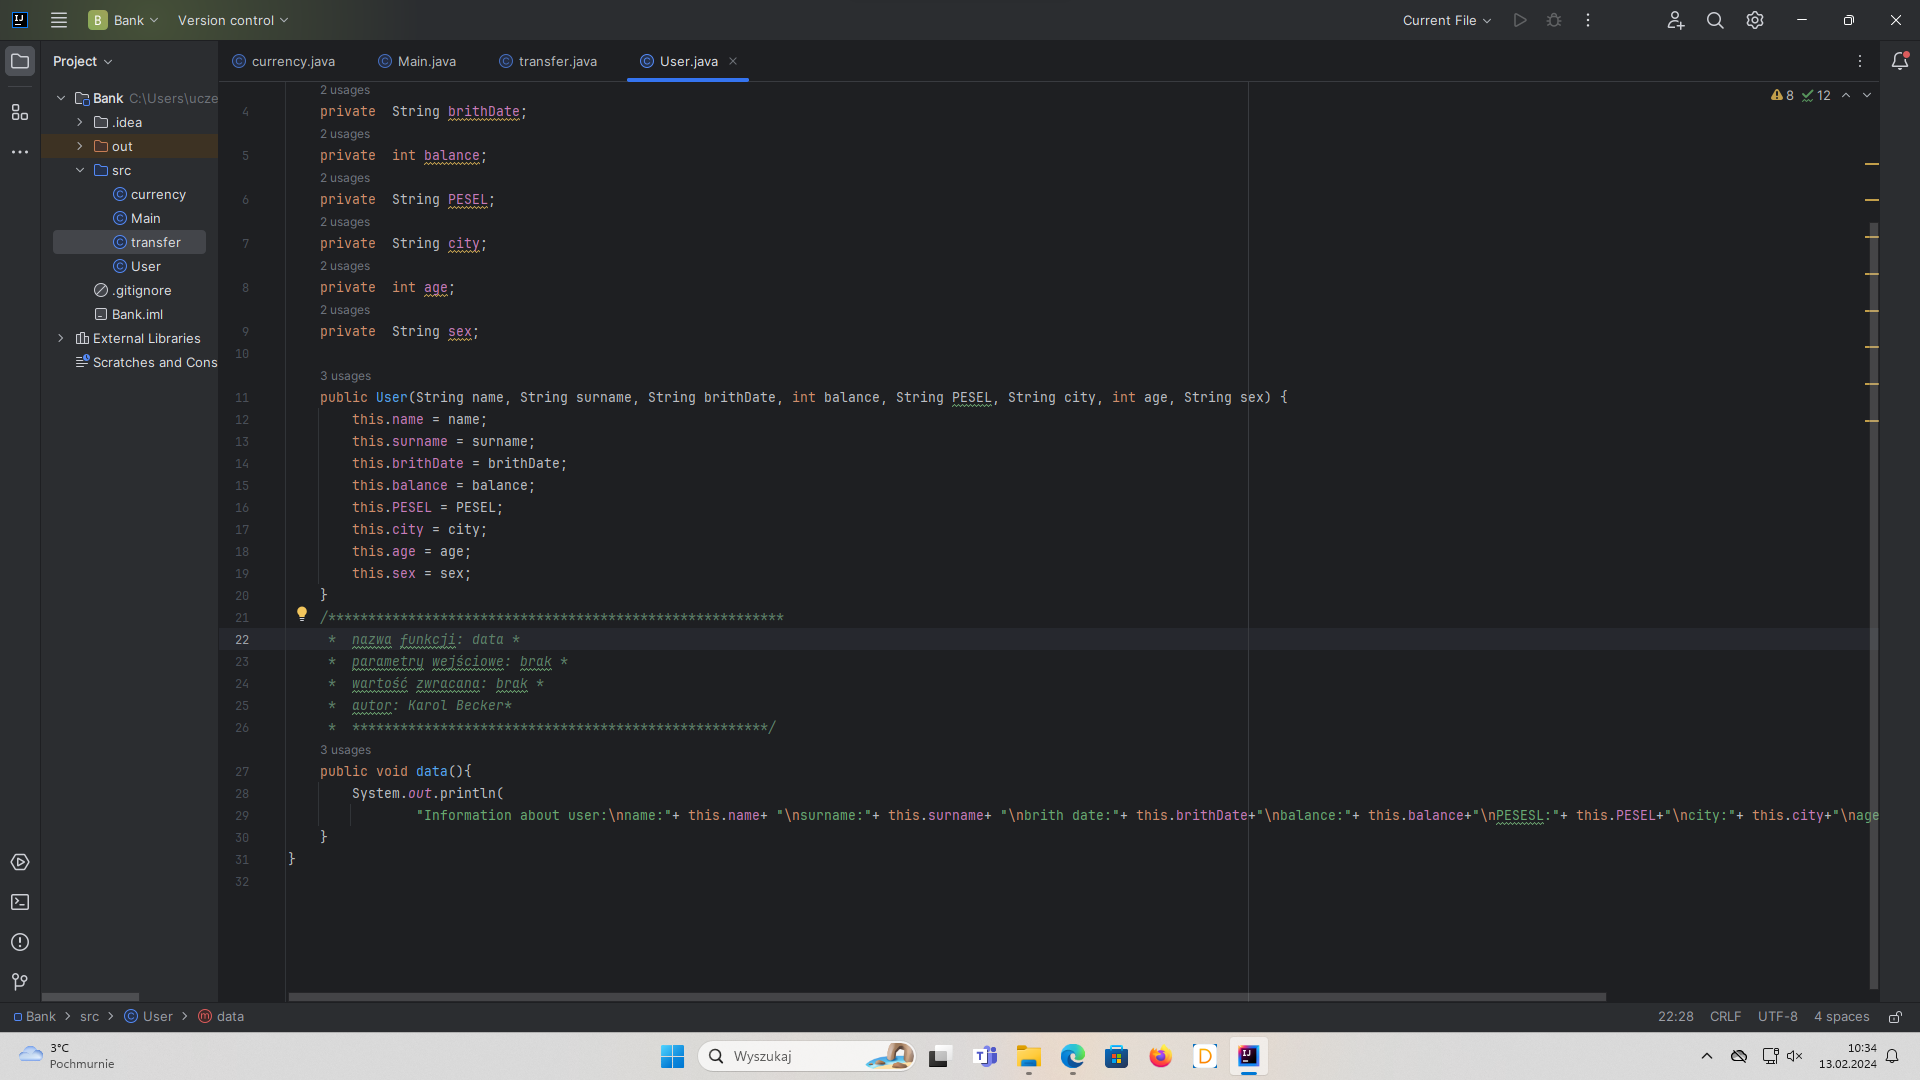 B Bank Version control Current File
Project currency.java Main.java transfer.java User.java
Bank C:\Users\ucze
.idea
out
src
currency
Main
transfer
User
.gitignore
Bank.iml
External Libraries
Scratches and Cons
8 12
2 usages
4 private  String brithDate;
2 usages
5 private  int balance;
2 usages
6 private  String PESEL;
2 usages
7 private  String city;
2 usages
8 private  int age;
2 usages
9 private  String sex;
10
3 usages
11 public User(String name, String surname, String brithDate, int balance, String PESEL, String city, int age, String sex) {
12 this.name = name;
13 this.surname = surname;
14 this.brithDate = brithDate;
15 this.balance = balance;
16 this.PESEL = PESEL;
17 this.city = city;
18 this.age = age;
19 this.sex = sex;
20 }
21 /*********************************************************
22 *  nazwa funkcji: data *
23 *  parametry wejściowe: brak *
24 *  wartość zwracana: brak *
25 *  autor: Karol Becker*
26 *  ****************************************************/
3 usages
27 public void data(){
28 System.out.println(
29 "Information about user:\nname:"+ this.name+ "\nsurname:"+ this.surname+ "\nbrith date:"+ this.brithDate+"\nbalance:"+ this.balance+"\nPESESL:"+ this.PESEL+"\ncity:"+ this.city+"\nage
30 }
31 }
32
Bank > src > User > data 22:28 CRLF UTF-8 4 spaces
3°C
Pochmurnie
Wyszukaj
10:34
13.02.2024